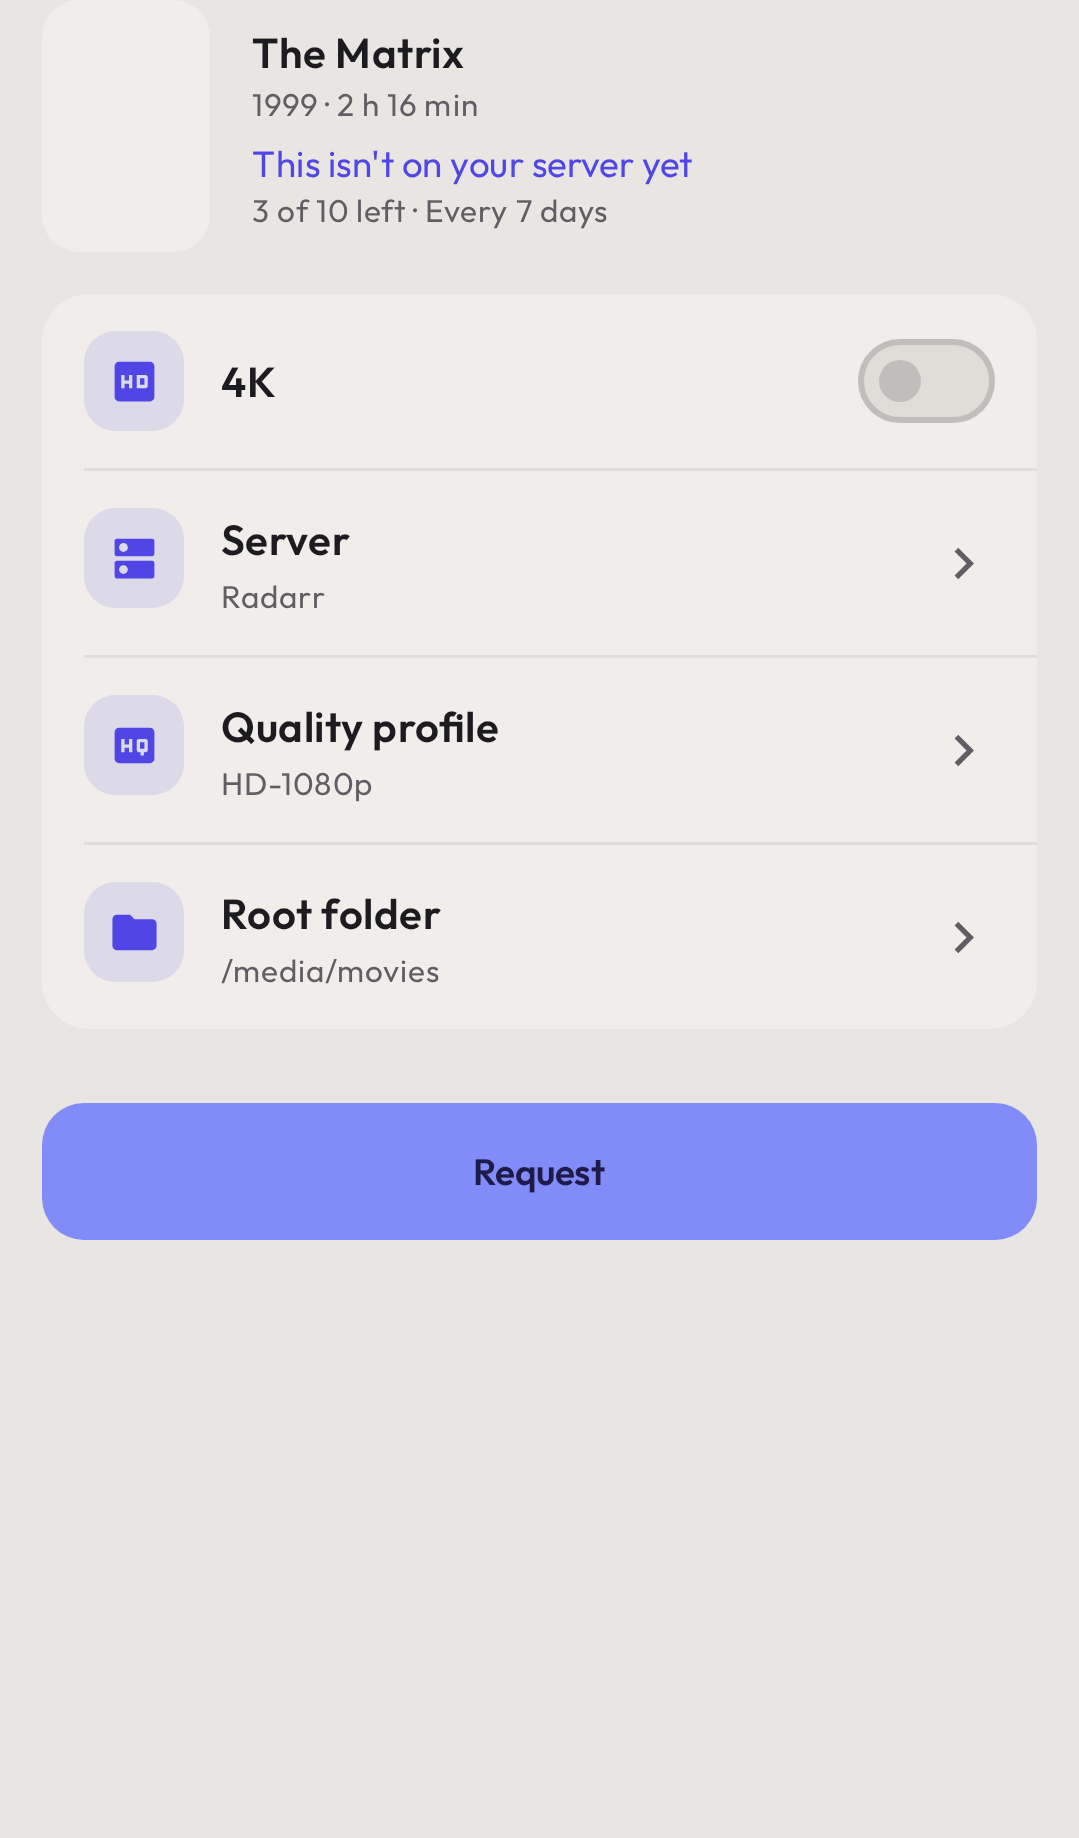 The Matrix
1999 · 2 h 16 min
This isn't on your server yet
3 of 10 left · Every 7 days
HD
4K
Server
Radarr
HQ
Quality profile
HD-1080p
Root folder
/media/movies
Request